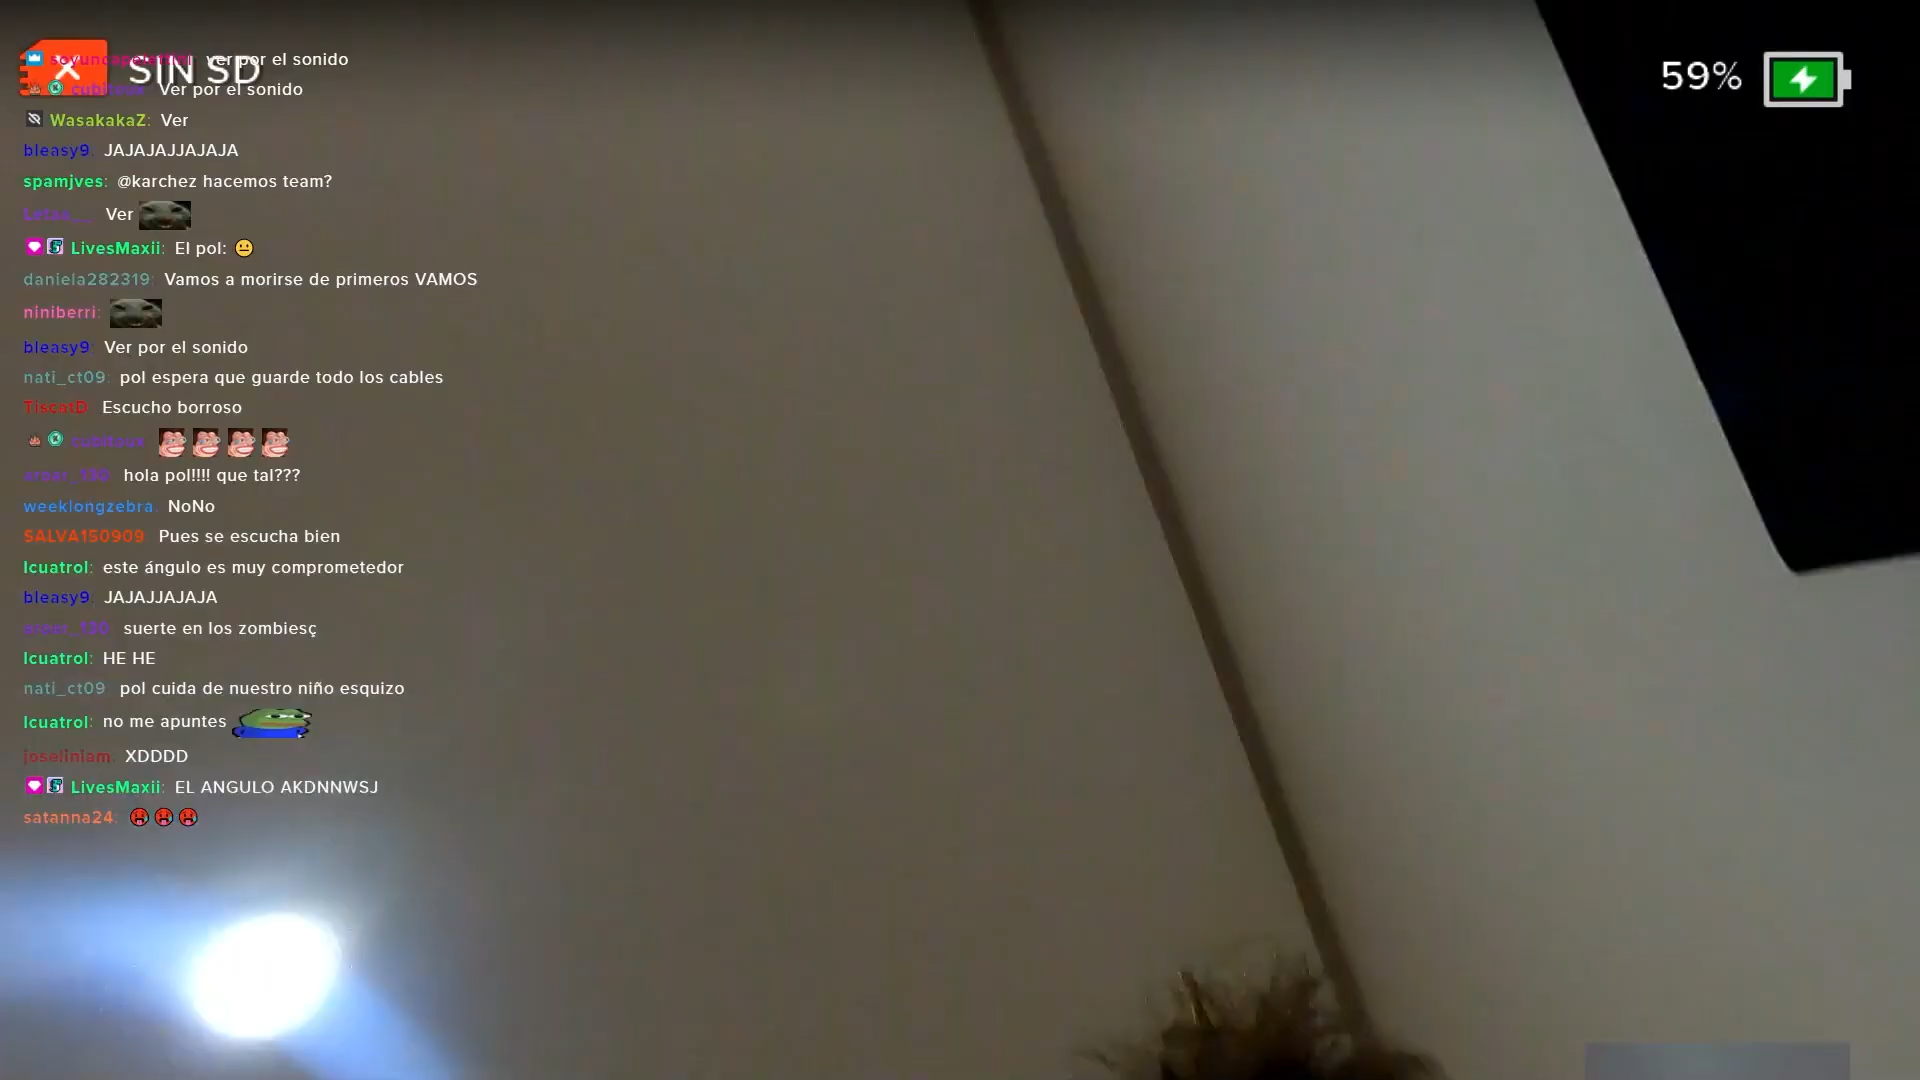 SIN SD
59%
ver por el sonido
Ver por el sonido
WasakakaZ: Ver
bleasy9: JAJAJAJJAJAJA
spamjves: @karchez hacemos team?
Ver
LivesMaxii: El pol:
daniela282319: Vamos a morirse de primeros VAMOS
niniberri:
bleasy9: Ver por el sonido
nati_ct09: pol espera que guarde todo los cables
TiscatD: Escucho borroso
hola pol!!!! que tal???
weeklongzebra: NoNo
SALVA150909: Pues se escucha bien
lcuatrol: este ángulo es muy comprometedor
bleasy9: JAJAJJAJAJA
suerte en los zombiesç
lcuatrol: HE HE
nati_ct09: pol cuida de nuestro niño esquizo
lcuatrol: no me apuntes
joseliniam: XDDDD
LivesMaxii: EL ANGULO AKDNNWSJ
satanna24: